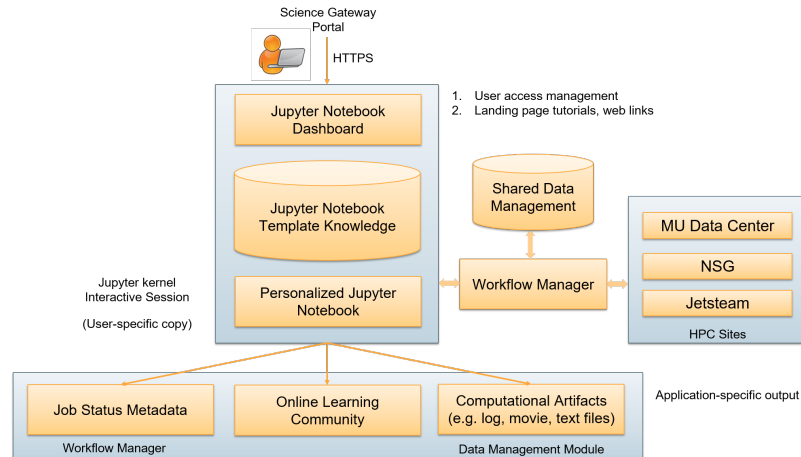 Science Gateway
Portal
HTTPS
Jupyter Notebook
Dashboard
1. User access management
2. Landing page tutorials, web links
Jupyter Notebook
Template Knowledge
Shared Data
Management
MU Data Center
NSG
Jetsteam
HPC Sites
Workflow Manager
Jupyter kernel
Interactive Session
(User-specific copy)
Personalized Jupyter
Notebook
Job Status Metadata
Online Learning
Community
Computational Artifacts
(e.g. log, movie, text files)
Application-specific output
Workflow Manager
Data Management Module